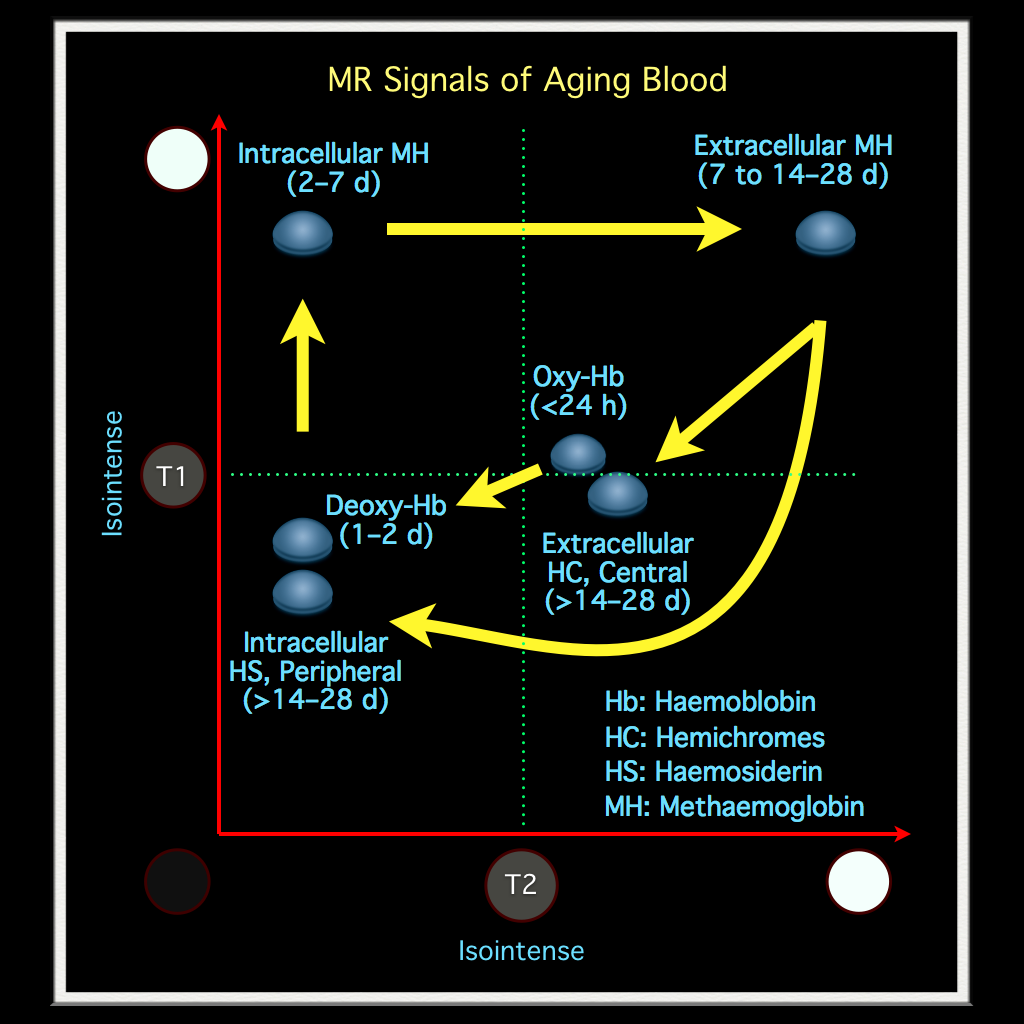 MR Signals of Aging Blood
Intracellular MH
(2–7 d)
Extracellular MH
(7 to 14–28 d)
Oxy-Hb
(<24 h)
Isointense
T1
Deoxy-Hb
(1–2 d)
Extracellular
HC, Central
(>14–28 d)
Intracellular
HS, Peripheral
(>14–28 d)
Hb: Haemoblobin
HC: Hemichromes
HS: Haemosiderin
MH: Methaemoglobin
T2
Isointense